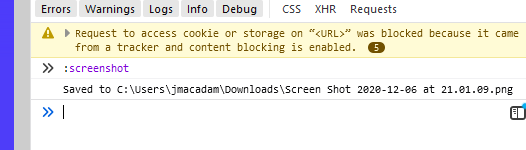 Errors Warnings Logs Info Debug CSS XHR Requests
Request to access cookie or storage on “<URL>” was blocked because it came
from a tracker and content blocking is enabled. 5
:screenshot
Saved to C:\Users\jmacadam\Downloads\Screen Shot 2020-12-06 at 21.01.09.png